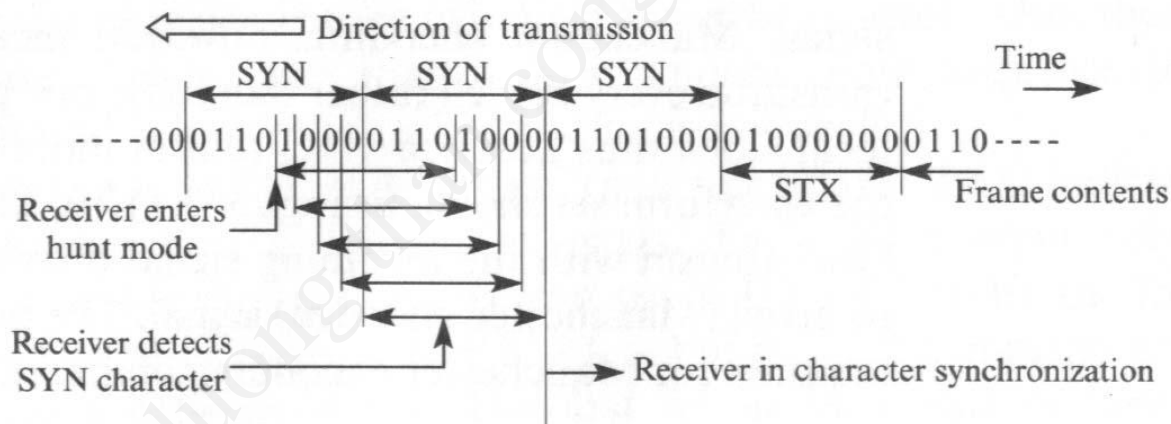 Direction of transmission
SYN SYN SYN Time
----00011010000110100001101000010000000110----
STX Frame contents
Receiver enters
hunt mode
Receiver detects
SYN character
Receiver in character synchronization